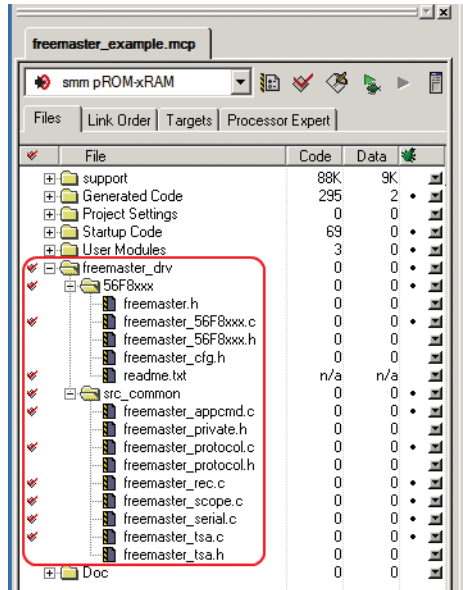 freemaster_example.mcp
smm pROM-xRAM
Files Link Order Targets Processor Expert
File Code Data
support 88K 9K
Generated Code 295 2
Project Settings 0 0
Startup Code 69 0
User Modules 3 0
freemaster_drv 0 0
56F8xxx 0 0
freemaster.h 0 0
freemaster_56F8xxx.c 0 0
freemaster_56F8xxx.h 0 0
freemaster_cfg.h 0 0
readme.txt n/a n/a
src_common 0 0
freemaster_appcmd.c 0 0
freemaster_private.h 0 0
freemaster_protocol.c 0 0
freemaster_protocol.h 0 0
freemaster_rec.c 0 0
freemaster_scope.c 0 0
freemaster_serial.c 0 0
freemaster_tsa.c 0 0
freemaster_tsa.h 0 0
Doc 0 0